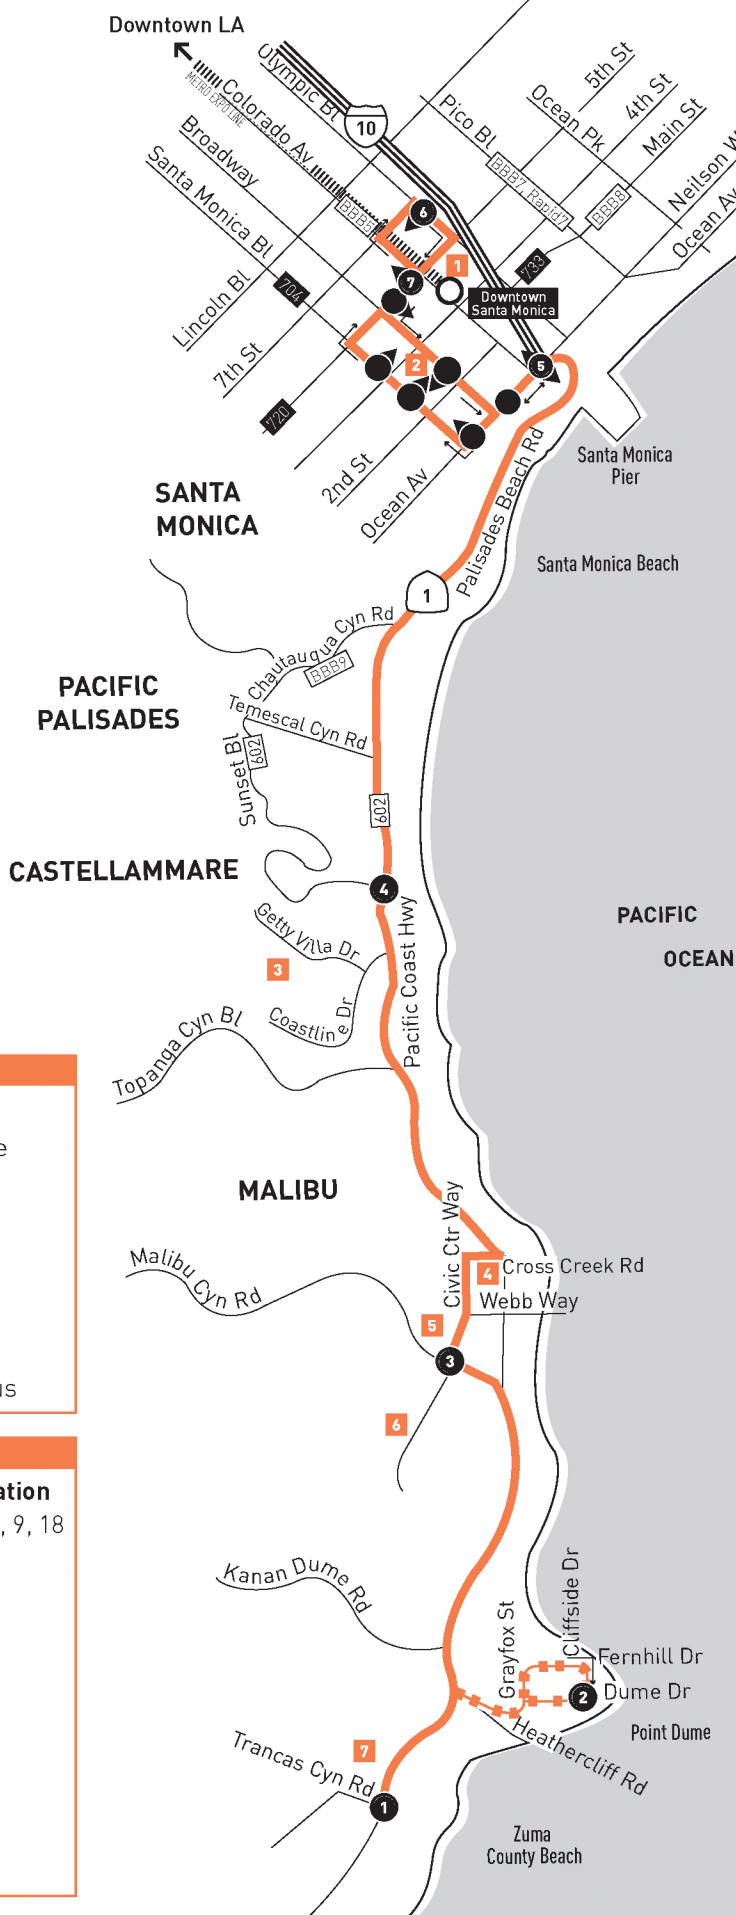 Downtown LA
METRO EXPO LINE
Olympic Bl
10
5th St
4th St
Main St
Pico Bl
Ocean Pk
Colorado Av
Broadway
Santa Monica Bl
BBB7, Rapid7
BBB8
Ocean Av
BBB5
6
1
733
7
Downtown
Santa Monica
704
Lincoln Bl
7th St
2
5
720
2nd St
Ocean Av
Palisades Beach Rd
Santa Monica
Pier
SANTA
MONICA
Santa Monica Beach
1
Chautauqua Cyn Rd
BBB9
PACIFIC
PALISADES
Temescal Cyn Rd
602
Sunset Bl
602
CASTELLAMMARE
4
Getty Villa Dr
Pacific Coast Hwy
PACIFIC
OCEAN
3
Coastline Dr
Topanga Cyn Bl
e
MALIBU
Civic Ctr Way
Malibu Cyn Rd
4
Cross Creek Rd
Webb Way
5
3
us
6
ation
, 9, 18
Kanan Dume Rd
Cliffside Dr
Grayfox St
Fernhill Dr
2
Dume Dr
Point Dume
Heathercliff Rd
7
Trancas Cyn Rd
1
Zuma
County Beach